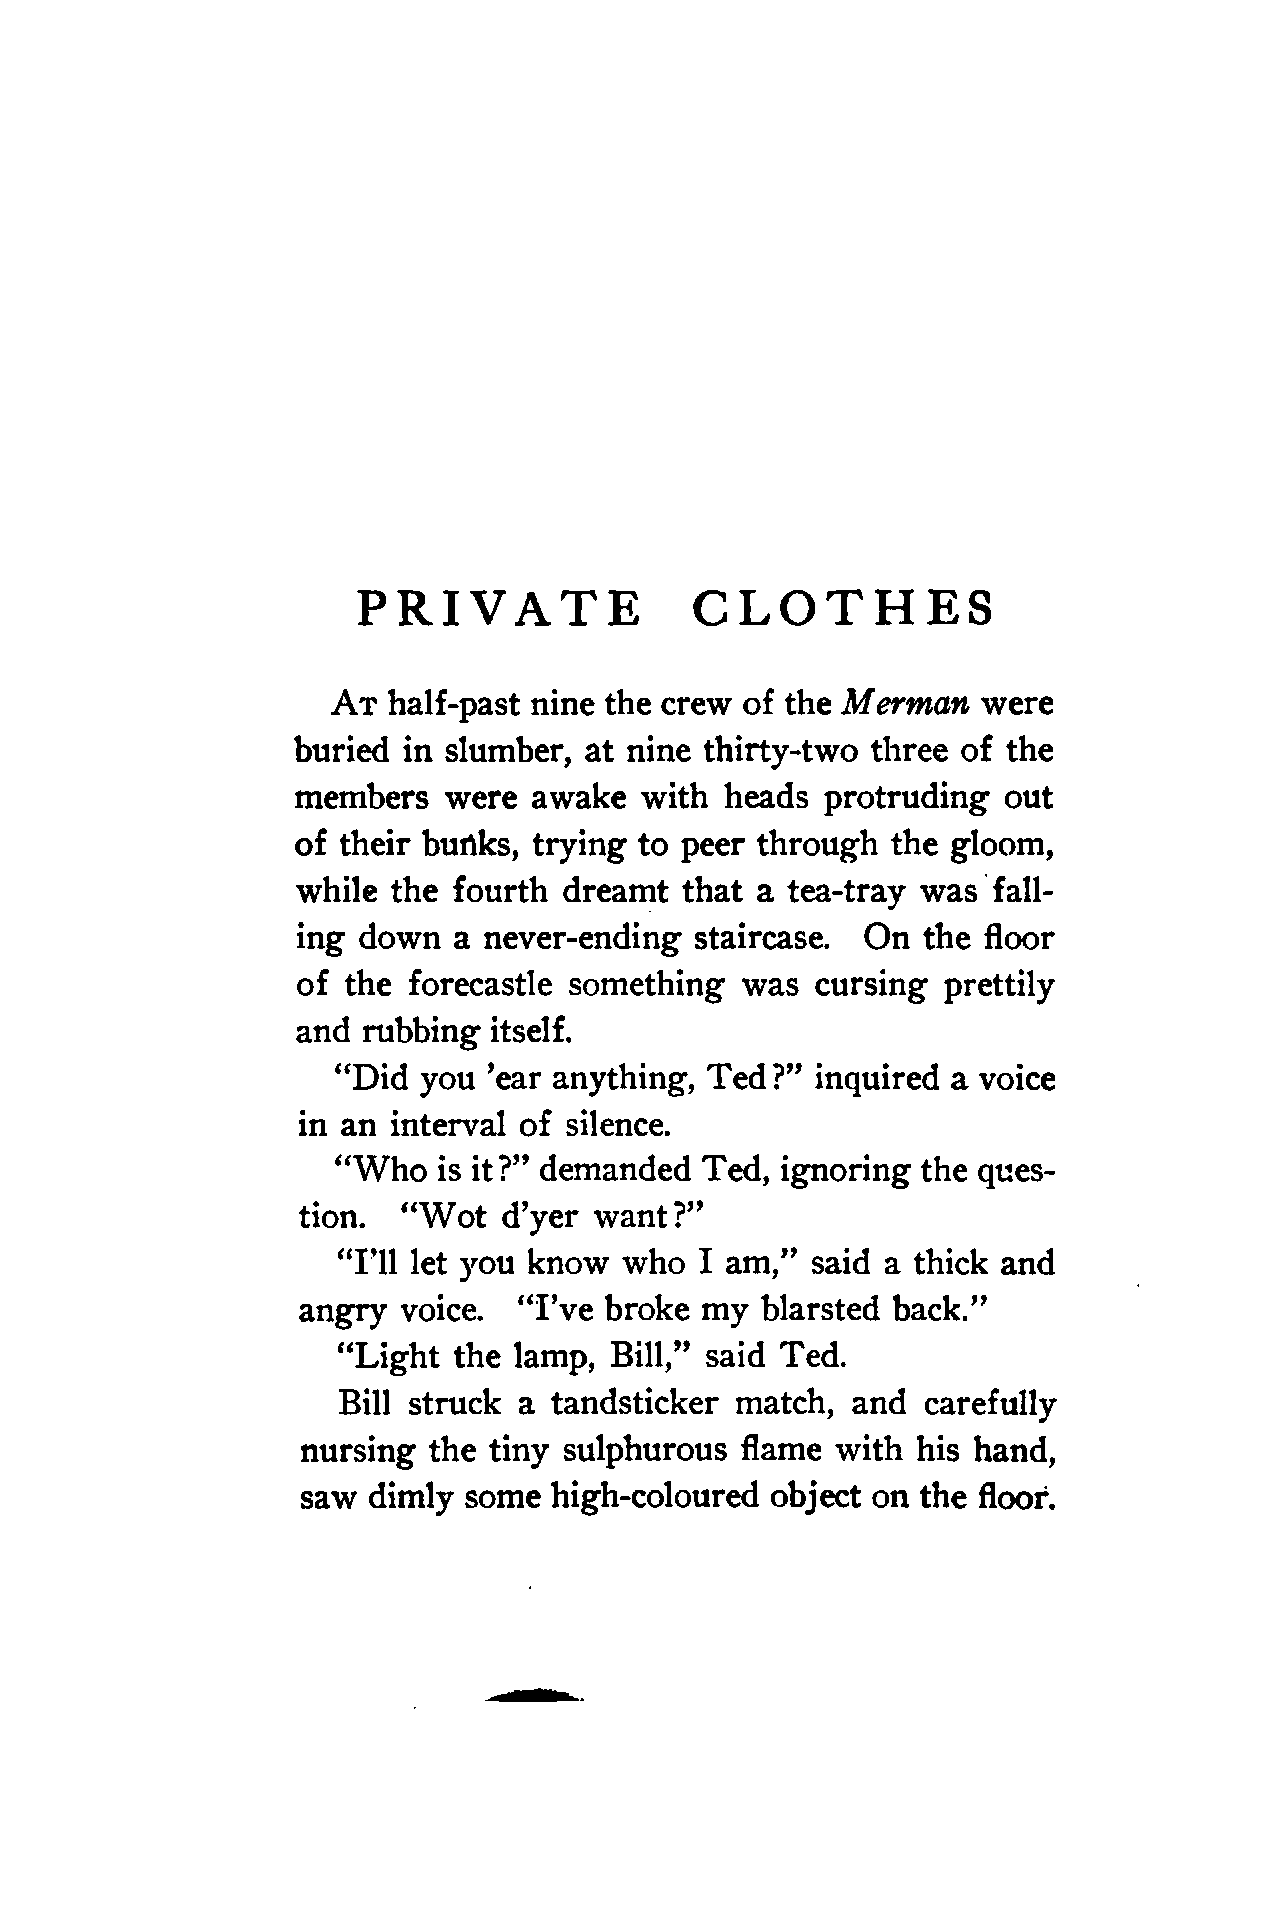 PRIVATE CLOTHES
At half-past nine the crew of the Merman were
buried in slumber, at nine thirty-two three of the
members were awake with heads protruding out
of their bunks, trying to peer through the gloom,
while the fourth dreamt that a tea-tray was fall-
ing down a never-ending staircase. On the floor
of the forecastle something was cursing prettily
and rubbing itself.
“Did you ’ear anything, Ted?” inquired a voice
in an interval of silence.
“Who is it?” demanded Ted, ignoring the ques-
tion. “Wot d’yer want?”
“I’ll let you know who I am,” said a thick and
angry voice. “I’ve broke my blarsted back.”
“Light the lamp, Bill,” said Ted.
Bill struck a tandsticker match, and carefully
nursing the tiny sulphurous flame with his hand,
saw dimly some high-coloured object on the floor.